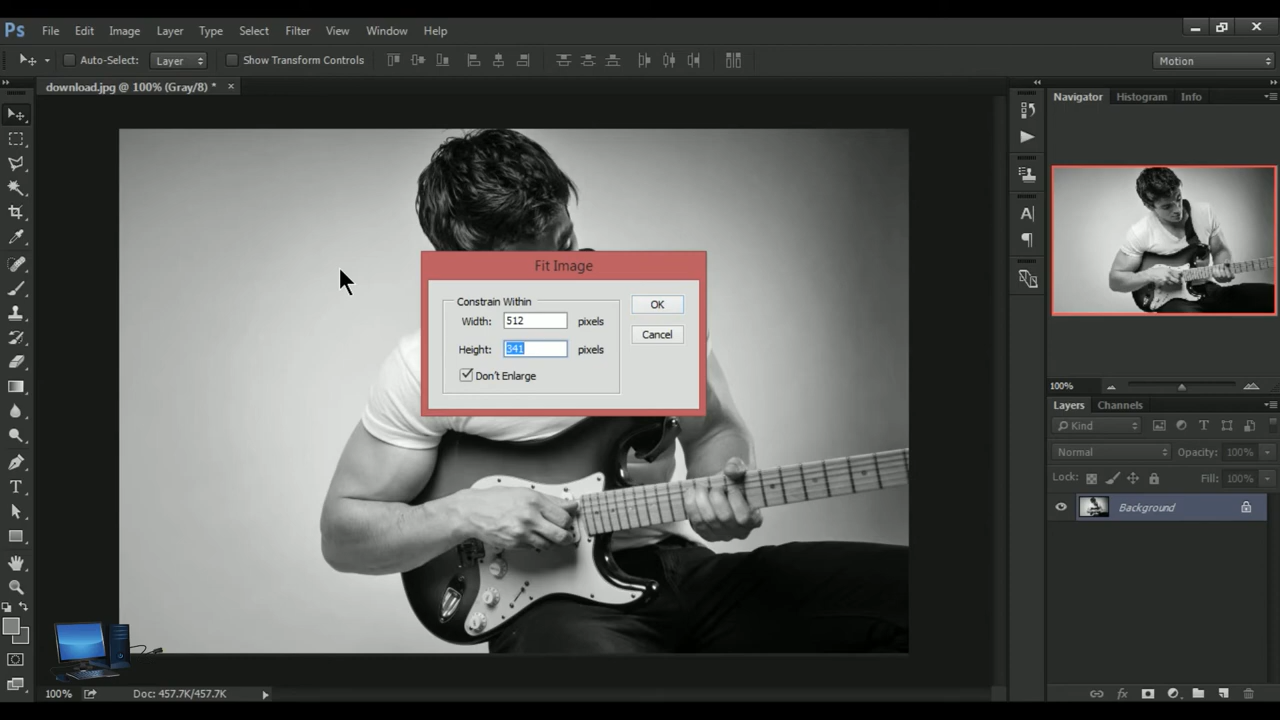 Ps File Edit Image Layer Type Select Filter View Window Help
Auto-Select: Layer Show Transform Controls Motion
download.jpg @ 100% (Gray/8) * ×
Navigator Histogram Info
Fit Image
Constrain Within
Width: 512 pixels
Height: 341 pixels
Don't Enlarge
OK
Cancel
100%
Layers Channels
Kind
Normal Opacity: 100%
Lock: Fill: 100%
Background
100% Doc: 457.7K/457.7K